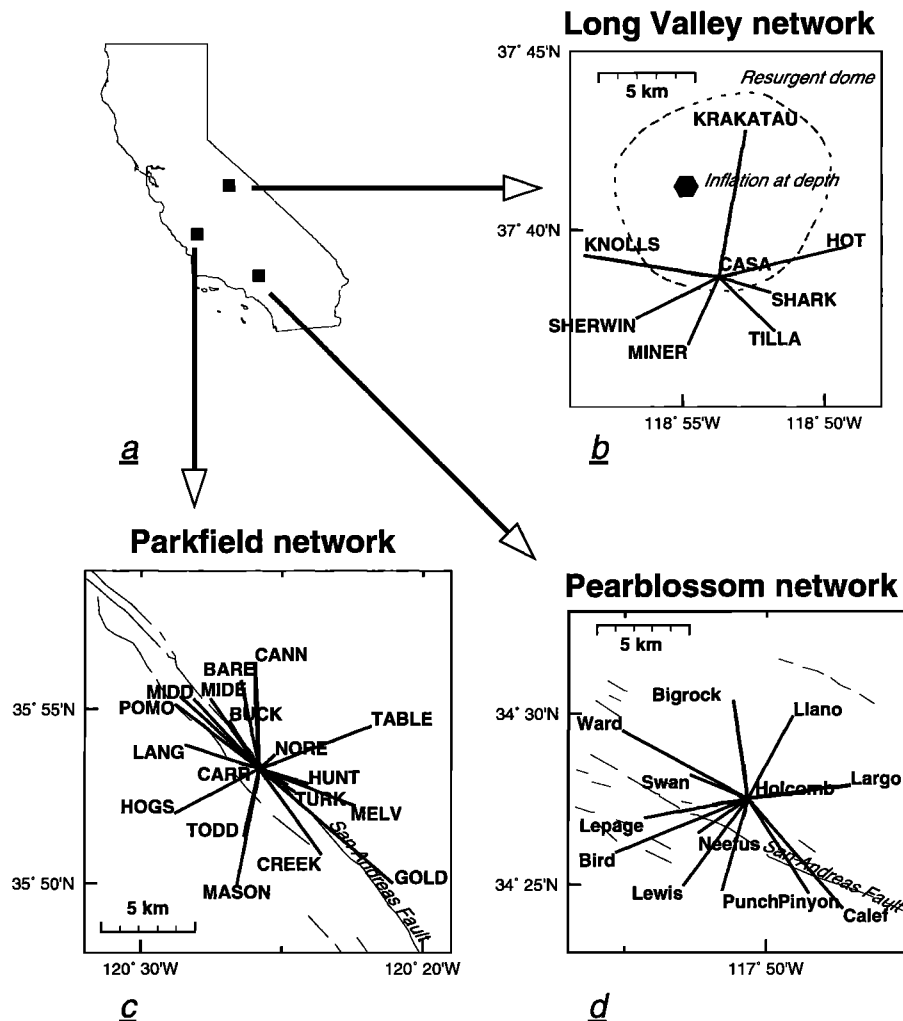 Long Valley network
37° 45'N
5 km
Resurgent dome
KRAKATAU
Inflation at depth
37° 40'N
KNOLLS
HOT
CASA
SHARK
SHERWIN
MINER
TILLA
118° 55'W
118° 50'W
a
b
Parkfield network
CANN
BARE
MIDD
MIDE
POMO
35° 55'N
BUCK
TABLE
LANG
NORE
CARR
HUNT
TURK
HOGS
MELV
TODD
CREEK
San Andreas Fault
GOLD
35° 50'N
MASON
5 km
120° 30'W
120° 20'W
c
Pearblossom network
5 km
Bigrock
Llano
34° 30'N
Ward
Swan
Holcomb
Largo
Lepage
Neefus
Bird
San Andreas Fault
34° 25'N
Lewis
Punch
Pinyon
Calef
117° 50'W
d